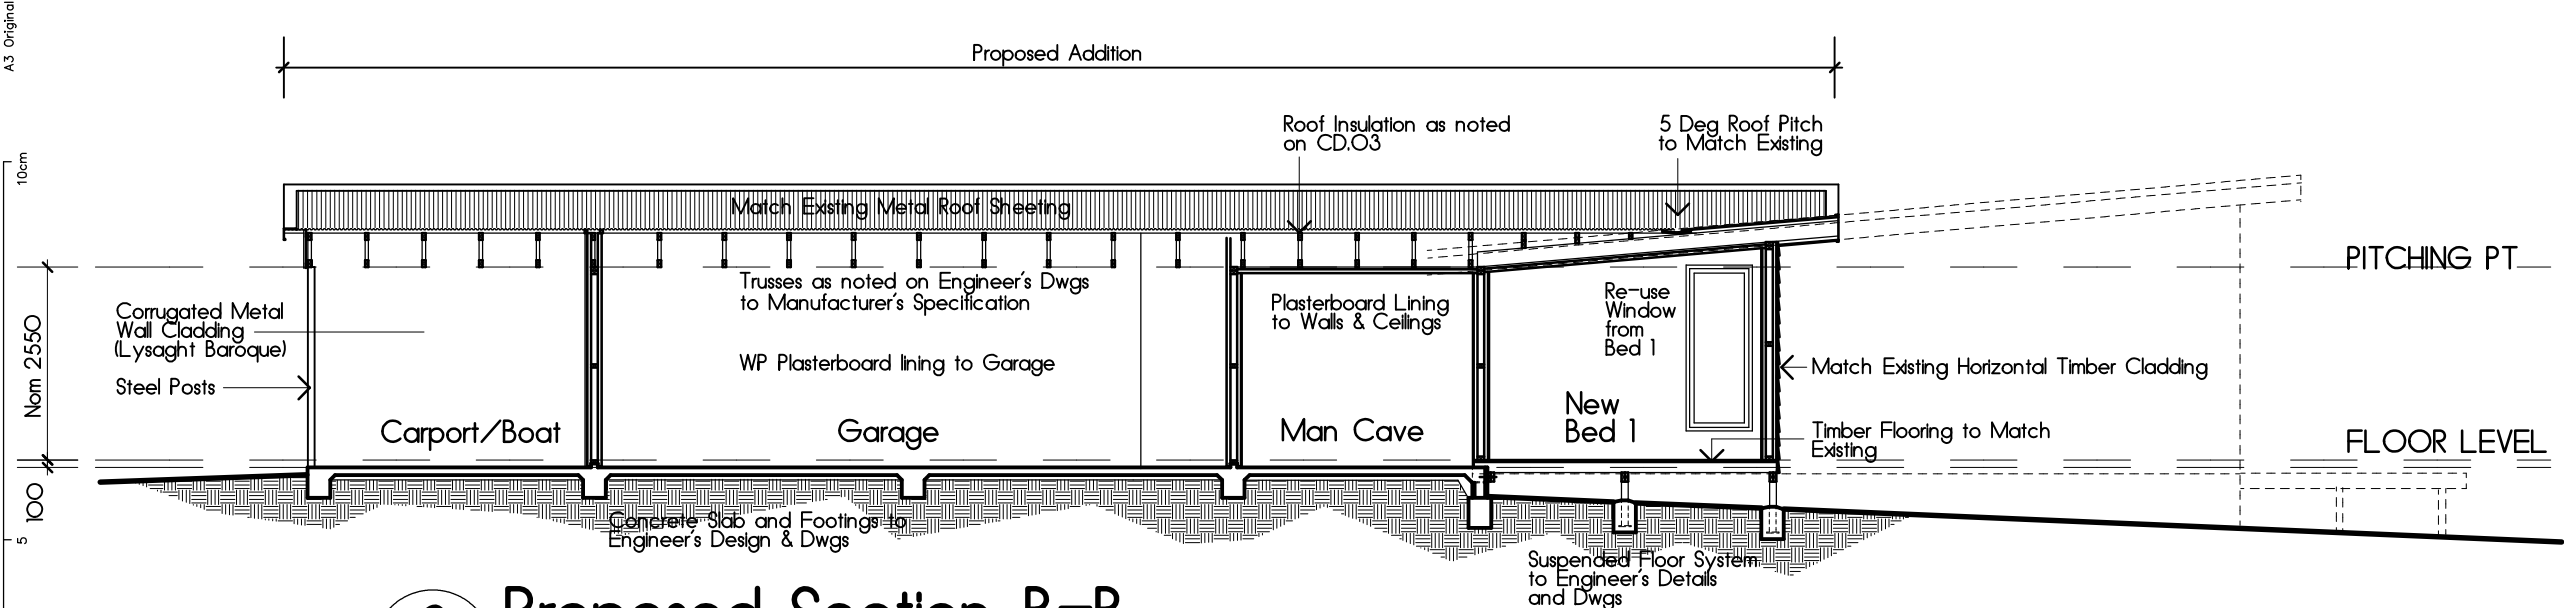 A3 Original
Proposed Addition
Roof Insulation as noted
on CD.03
5 Deg Roof Pitch
to Match Existing
10cm
Match Existing Metal Roof Sheeting
PITCHING PT
Trusses as noted on Engineer's Dwgs
to Manufacturer's Specification
Corrugated Metal
Wall Cladding
(Lysaght Baroque)
Plasterboard Lining
to Walls & Ceilings
Re-use
Window
from
Bed 1
Nom 2550
WP Plasterboard lining to Garage
Match Existing Horizontal Timber Cladding
Steel Posts
Carport/Boat
Garage
Man Cave
New
Bed 1
Timber Flooring to Match
Existing
FLOOR LEVEL
100
Concrete Slab and Footings to
Engineer's Design & Dwgs
5
Suspended Floor System
to Engineer's Details
and Dwgs
Proposed Section B-B